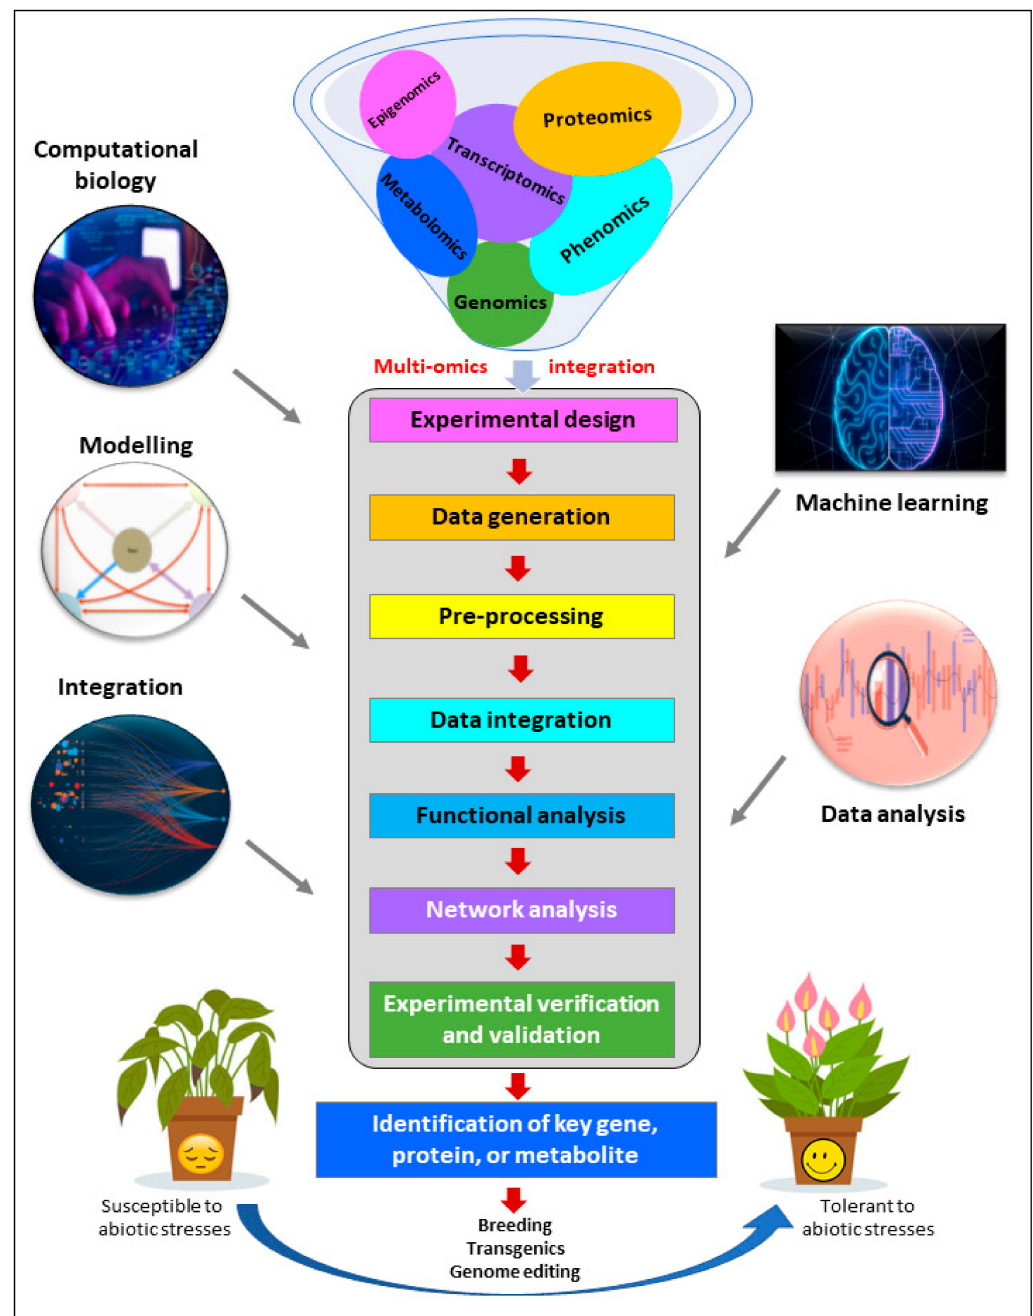 Epigenomics
Proteomics
Transcriptomics
Metabolomics
Phenomics
Genomics
Computational
biology
Multi-omics integration
Experimental design
Modelling
Machine learning
Data generation
Pre-processing
Integration
Data integration
Functional analysis
Data analysis
Network analysis
Experimental verification
and validation
Identification of key gene,
protein, or metabolite
Susceptible to
abiotic stresses
Tolerant to
abiotic stresses
Breeding
Transgenics
Genome editing